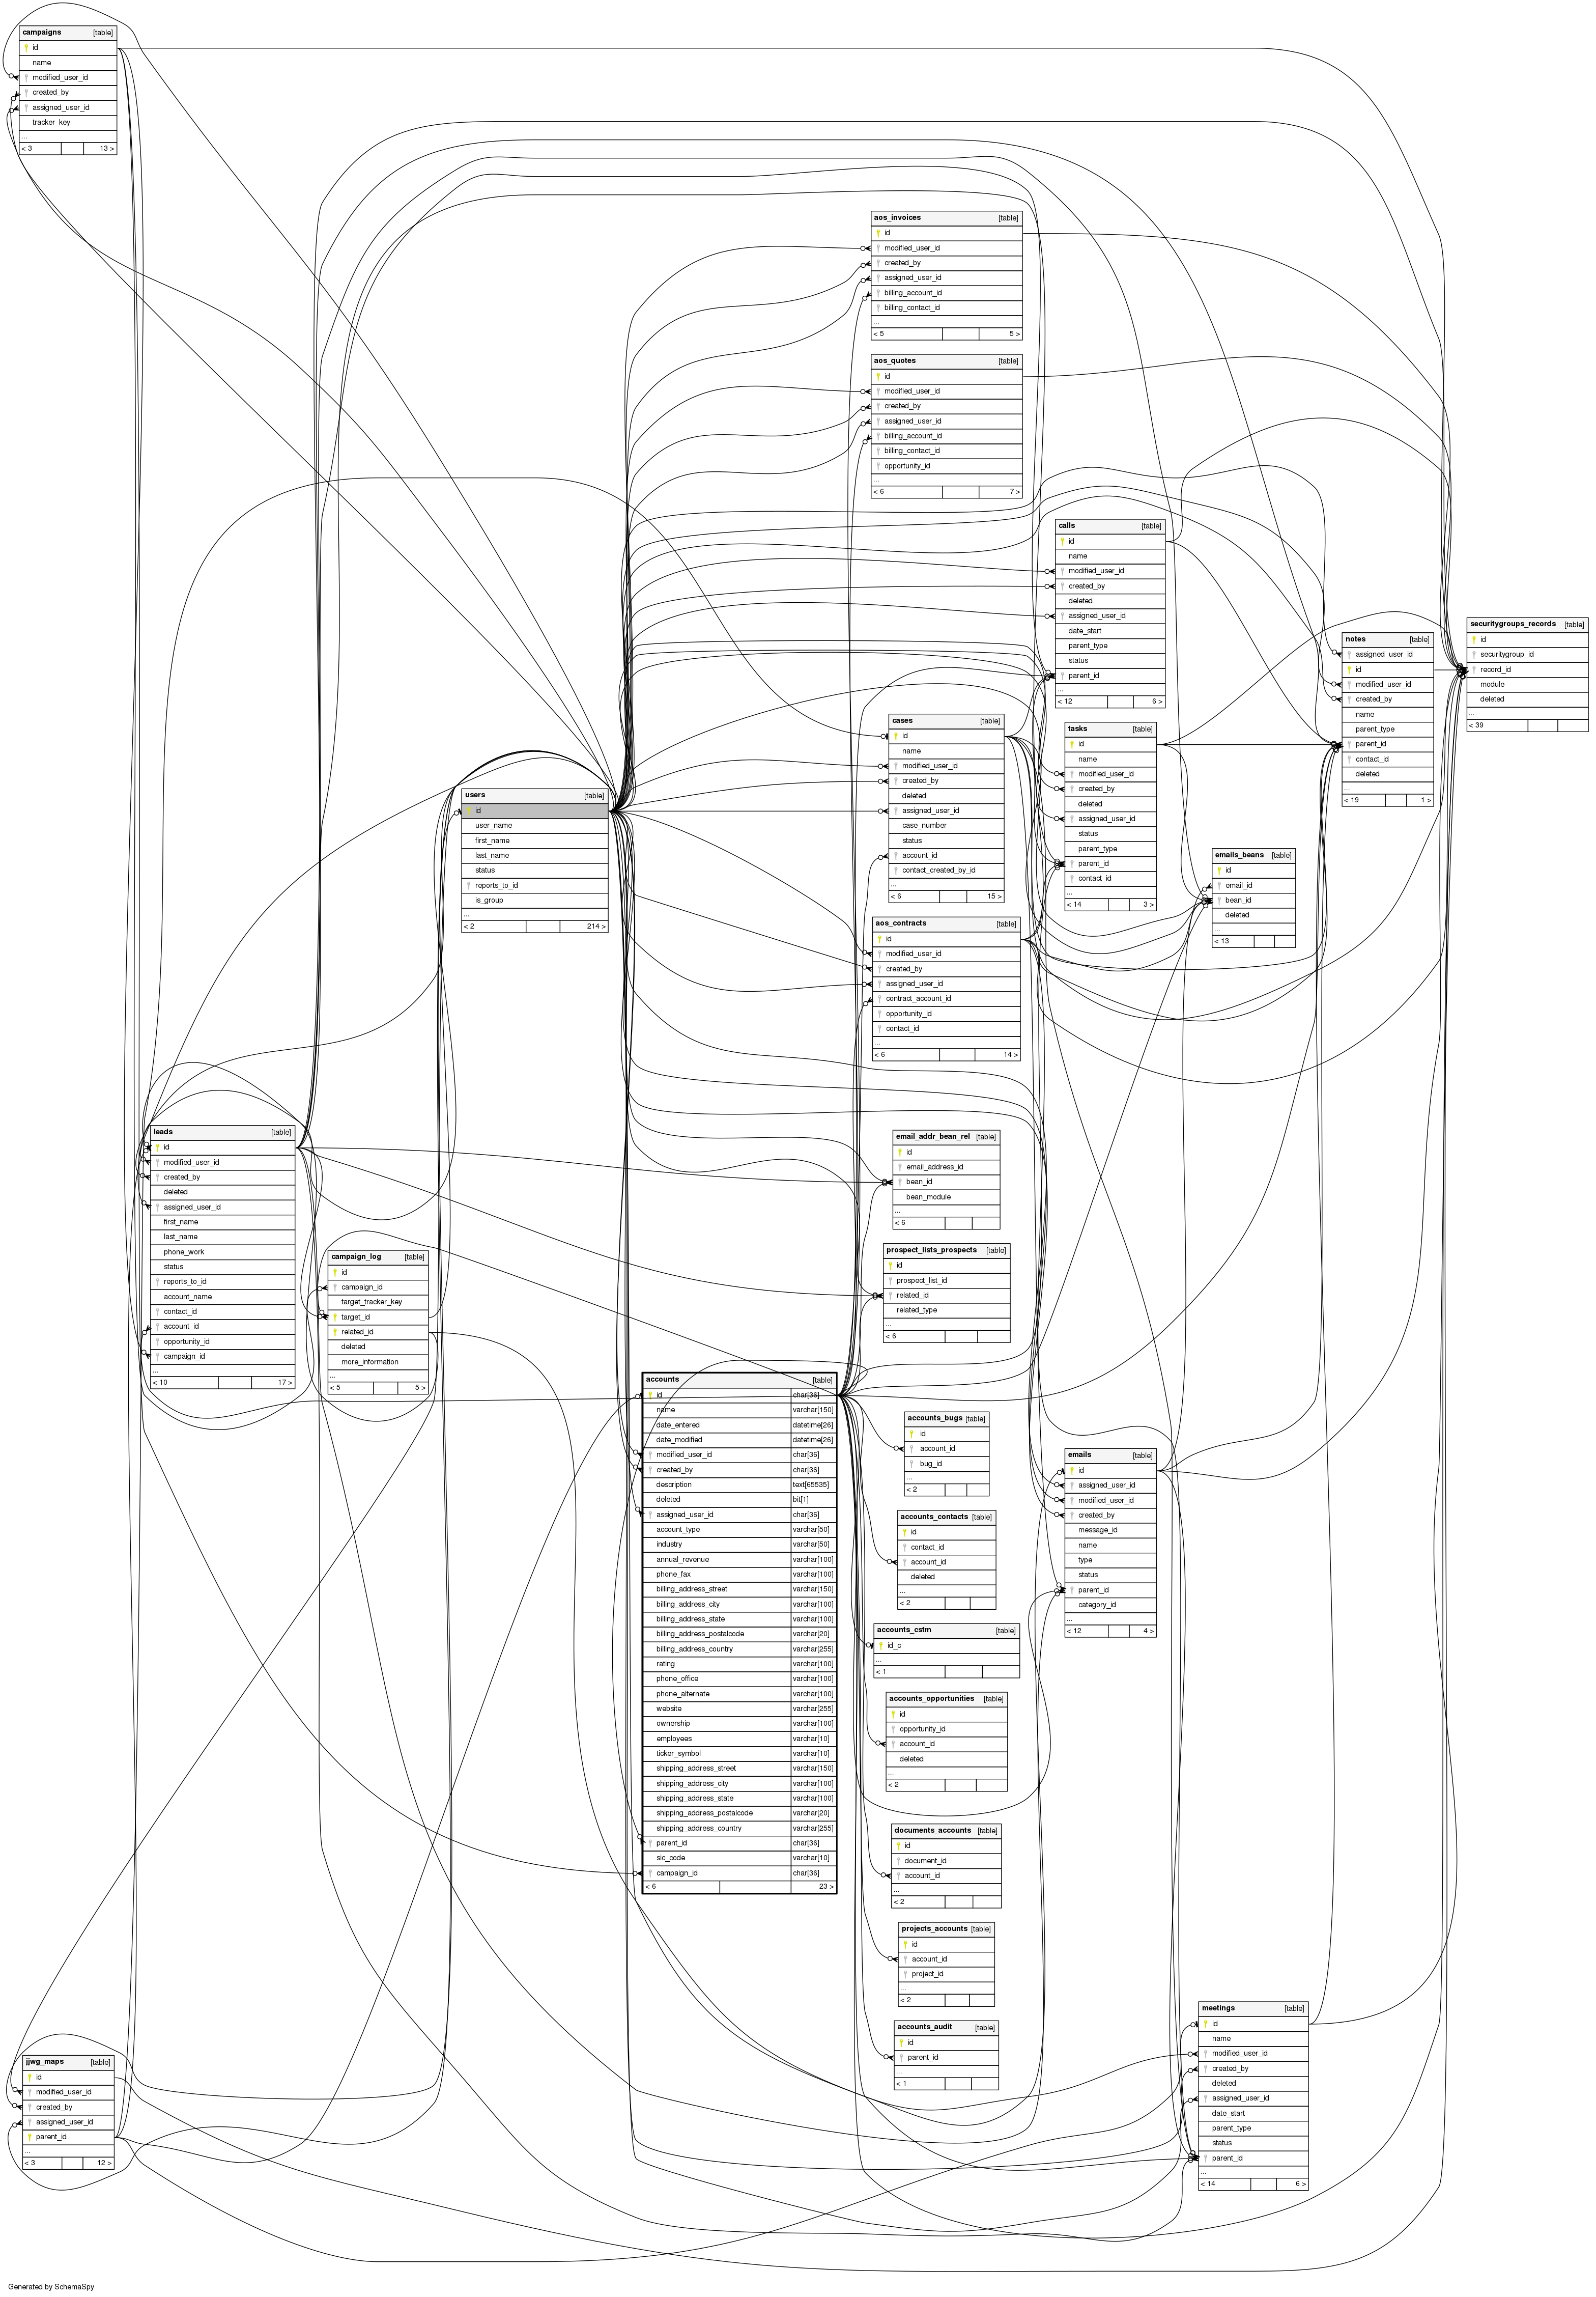 campaigns [table]
id
name
modified_user_id
created_by
assigned_user_id
tracker_key
...
< 3 13 >
aos_invoices [table]
id
modified_user_id
created_by
assigned_user_id
billing_account_id
billing_contact_id
...
< 5 5 >
aos_quotes [table]
id
modified_user_id
created_by
assigned_user_id
billing_account_id
billing_contact_id
opportunity_id
...
< 6 7 >
calls [table]
id
name
modified_user_id
created_by
deleted
assigned_user_id
date_start
parent_type
status
parent_id
...
< 12 6 >
securitygroups_records [table]
id
securitygroup_id
record_id
module
deleted
...
< 39
notes [table]
assigned_user_id
id
modified_user_id
created_by
name
parent_type
parent_id
contact_id
deleted
...
< 19 1 >
cases [table]
id
name
modified_user_id
created_by
deleted
assigned_user_id
case_number
status
account_id
contact_created_by_id
...
< 6 15 >
tasks [table]
id
name
modified_user_id
created_by
deleted
assigned_user_id
status
parent_type
parent_id
contact_id
...
< 14 3 >
users [table]
id
user_name
first_name
last_name
status
reports_to_id
is_group
...
< 2 214 >
emails_beans [table]
id
email_id
bean_id
deleted
...
< 13
aos_contracts [table]
id
modified_user_id
created_by
assigned_user_id
contract_account_id
opportunity_id
contact_id
...
< 6 14 >
leads [table]
id
modified_user_id
created_by
deleted
assigned_user_id
first_name
last_name
phone_work
status
reports_to_id
account_name
contact_id
account_id
opportunity_id
campaign_id
...
< 10 17 >
email_addr_bean_rel [table]
id
email_address_id
bean_id
bean_module
...
< 6
campaign_log [table]
id
campaign_id
target_tracker_key
target_id
related_id
deleted
more_information
...
< 5 5 >
prospect_lists_prospects [table]
id
prospect_list_id
related_id
related_type
...
< 6
accounts [table]
id char[36]
name varchar[150]
date_entered datetime[26]
date_modified datetime[26]
modified_user_id char[36]
created_by char[36]
description text[65535]
deleted bit[1]
assigned_user_id char[36]
account_type varchar[50]
industry varchar[50]
annual_revenue varchar[100]
phone_fax varchar[100]
billing_address_street varchar[150]
billing_address_city varchar[100]
billing_address_state varchar[100]
billing_address_postalcode varchar[20]
billing_address_country varchar[255]
rating varchar[100]
phone_office varchar[100]
phone_alternate varchar[100]
website varchar[255]
ownership varchar[100]
employees varchar[10]
ticker_symbol varchar[10]
shipping_address_street varchar[150]
shipping_address_city varchar[100]
shipping_address_state varchar[100]
shipping_address_postalcode varchar[20]
shipping_address_country varchar[255]
parent_id char[36]
sic_code varchar[10]
campaign_id char[36]
< 6 23 >
accounts_bugs [table]
id
account_id
bug_id
...
< 2
emails [table]
id
assigned_user_id
modified_user_id
created_by
message_id
name
type
status
parent_id
category_id
...
< 12 4 >
accounts_contacts [table]
id
contact_id
account_id
deleted
...
< 2
accounts_cstm [table]
id_c
...
< 1
accounts_opportunities [table]
id
opportunity_id
account_id
deleted
...
< 2
documents_accounts [table]
id
document_id
account_id
...
< 2
projects_accounts [table]
id
account_id
project_id
...
< 2
accounts_audit [table]
id
parent_id
...
< 1
meetings [table]
id
name
modified_user_id
created_by
deleted
assigned_user_id
date_start
parent_type
status
parent_id
...
< 14 6 >
jjwg_maps [table]
id
modified_user_id
created_by
assigned_user_id
parent_id
...
< 3 12 >
Generated by SchemaSpy